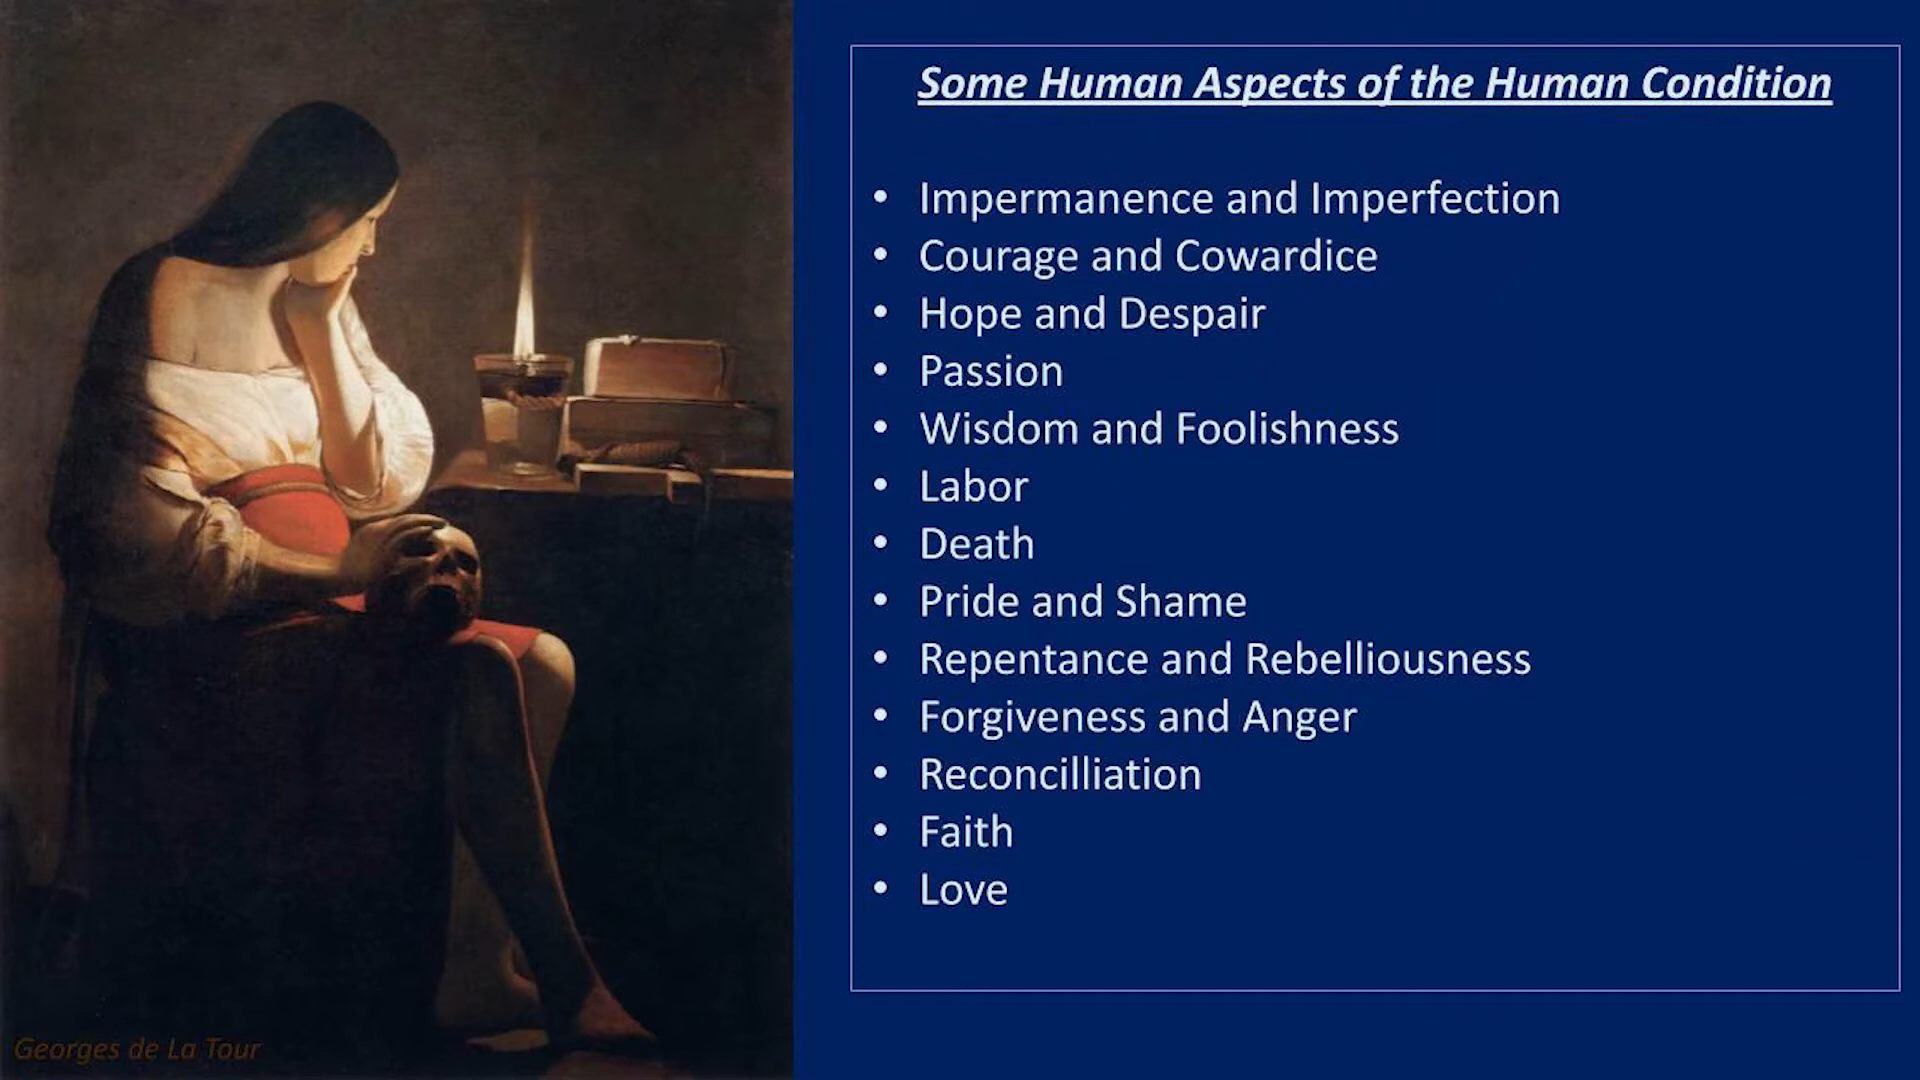 Some Human Aspects of the Human Condition
• Impermanence and Imperfection
• Courage and Cowardice
• Hope and Despair
• Passion
• Wisdom and Foolishness
• Labor
• Death
• Pride and Shame
• Repentance and Rebelliousness
• Forgiveness and Anger
• Reconcilliation
• Faith
• Love
Georges de La Tour